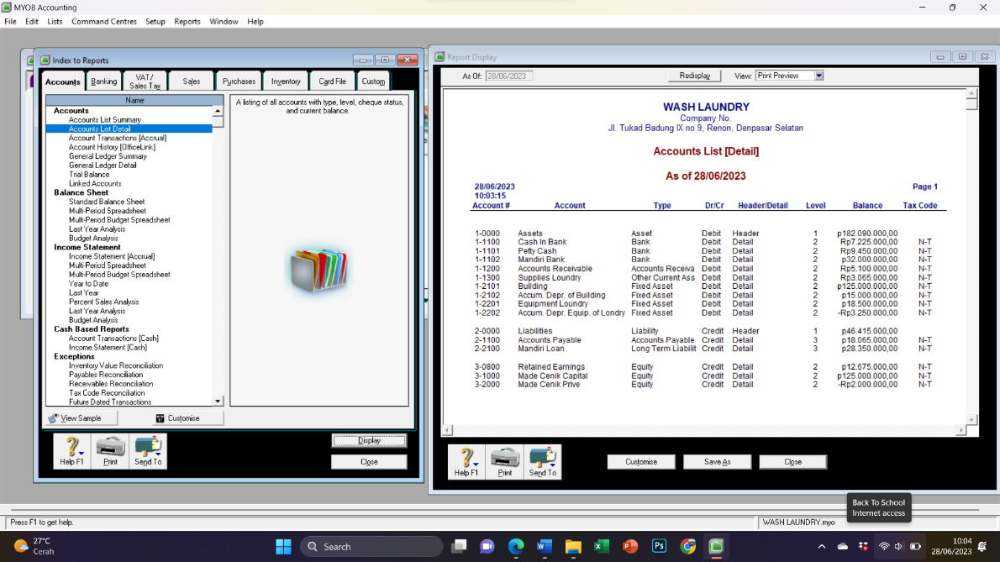 MYOB Accounting
File Edit Lists Command Centres Setup Reports Window Help
Index to Reports
Accounts Banking VAT/ Sales Tax Sales Purchases Inventory Card File Custom
Name
Accounts
Accounts List Summary
Accounts List Detail
Account Transactions [Accrual]
Account History [OfficeLink]
General Ledger Summary
General Ledger Detail
Trial Balance
Linked Accounts
Balance Sheet
Standard Balance Sheet
Multi-Period Spreadsheet
Multi-Period Budget Spreadsheet
Last Year Analysis
Budget Analysis
Income Statement
Income Statement [Accrual]
Multi-Period Spreadsheet
Multi-Period Budget Spreadsheet
Year to Date
Last Year
Percent Sales Analysis
Last Year Analysis
Budget Analysis
Cash Based Reports
Account Transactions [Cash]
Income Statement [Cash]
Exceptions
Inventory Value Reconciliation
Payables Reconciliation
Receivables Reconciliation
Tax Code Reconciliation
Future Dated Transactions
A listing of all accounts with type, level, cheque status,
and current balance.
View Sample Customise
Help F1 Print Send To
Display
Close
Report Display
As Of: 28/06/2023 Redisplay View: Print Preview
WASH LAUNDRY
Company No.
Jl. Tukad Badung IX no 9, Renon, Denpasar Selatan
Accounts List [Detail]
As of 28/06/2023
28/06/2023 Page 1
10:03:15
Account # Account Type Dr/Cr Header/Detail Level Balance Tax Code
1-0000 Assets Asset Debit Header 1 p182.090.000,00
1-1100 Cash In Bank Bank Debit Detail 2 Rp7.225.000,00 N-T
1-1101 Petty Cash Bank Debit Detail 2 Rp9.450.000,00 N-T
1-1102 Mandiri Bank Bank Debit Detail 2 p32.000.000,00 N-T
1-1200 Accounts Receivable Accounts Receiva Debit Detail 2 Rp5.100.000,00 N-T
1-1300 Supplies Loundry Other Current Ass Debit Detail 2 Rp3.065.000,00 N-T
1-2101 Building Fixed Asset Debit Detail 2 p125.000.000,00 N-T
1-2102 Accum. Depr. of Building Fixed Asset Debit Detail 2 p15.000.000,00 N-T
1-2201 Equipment Loundry Fixed Asset Debit Detail 2 p18.500.000,00 N-T
1-2202 Accum. Depr. Equip. of Londry Fixed Asset Debit Detail 2 -Rp3.250.000,00 N-T
2-0000 Liabilities Liability Credit Header 1 p46.415.000,00
2-1100 Accounts Payable Accounts Payable Credit Detail 3 p18.065.000,00 N-T
2-2100 Mandiri Loan Long Term Liabilit Credit Detail 3 p28.350.000,00 N-T
3-0800 Retained Earnings Equity Credit Detail 2 p12.675.000,00 N-T
3-1000 Made Cenik Capital Equity Credit Detail 2 p125.000.000,00 N-T
3-2000 Made Cenik Prive Equity Credit Detail 2 -Rp2.000.000,00 N-T
Help F1 Print Send To
Customise Save As Close
Back To School
Internet access
Press F1 to get help. WASH LAUNDRY.myo
27°C
Cerah
Search
10:04
28/06/2023